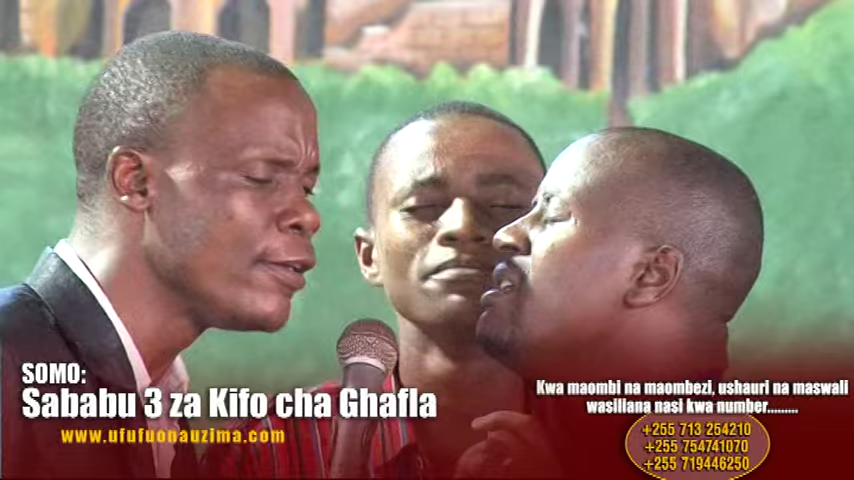 SOMO:
Sababu 3 za Kifo cha Ghafla
www.ufufuonauzima.com
Kwa maombi na maombezi, ushauri na maswali
wasiliana nasi kwa number.........
+255 713 254210
+255 754741070
+255 719446250